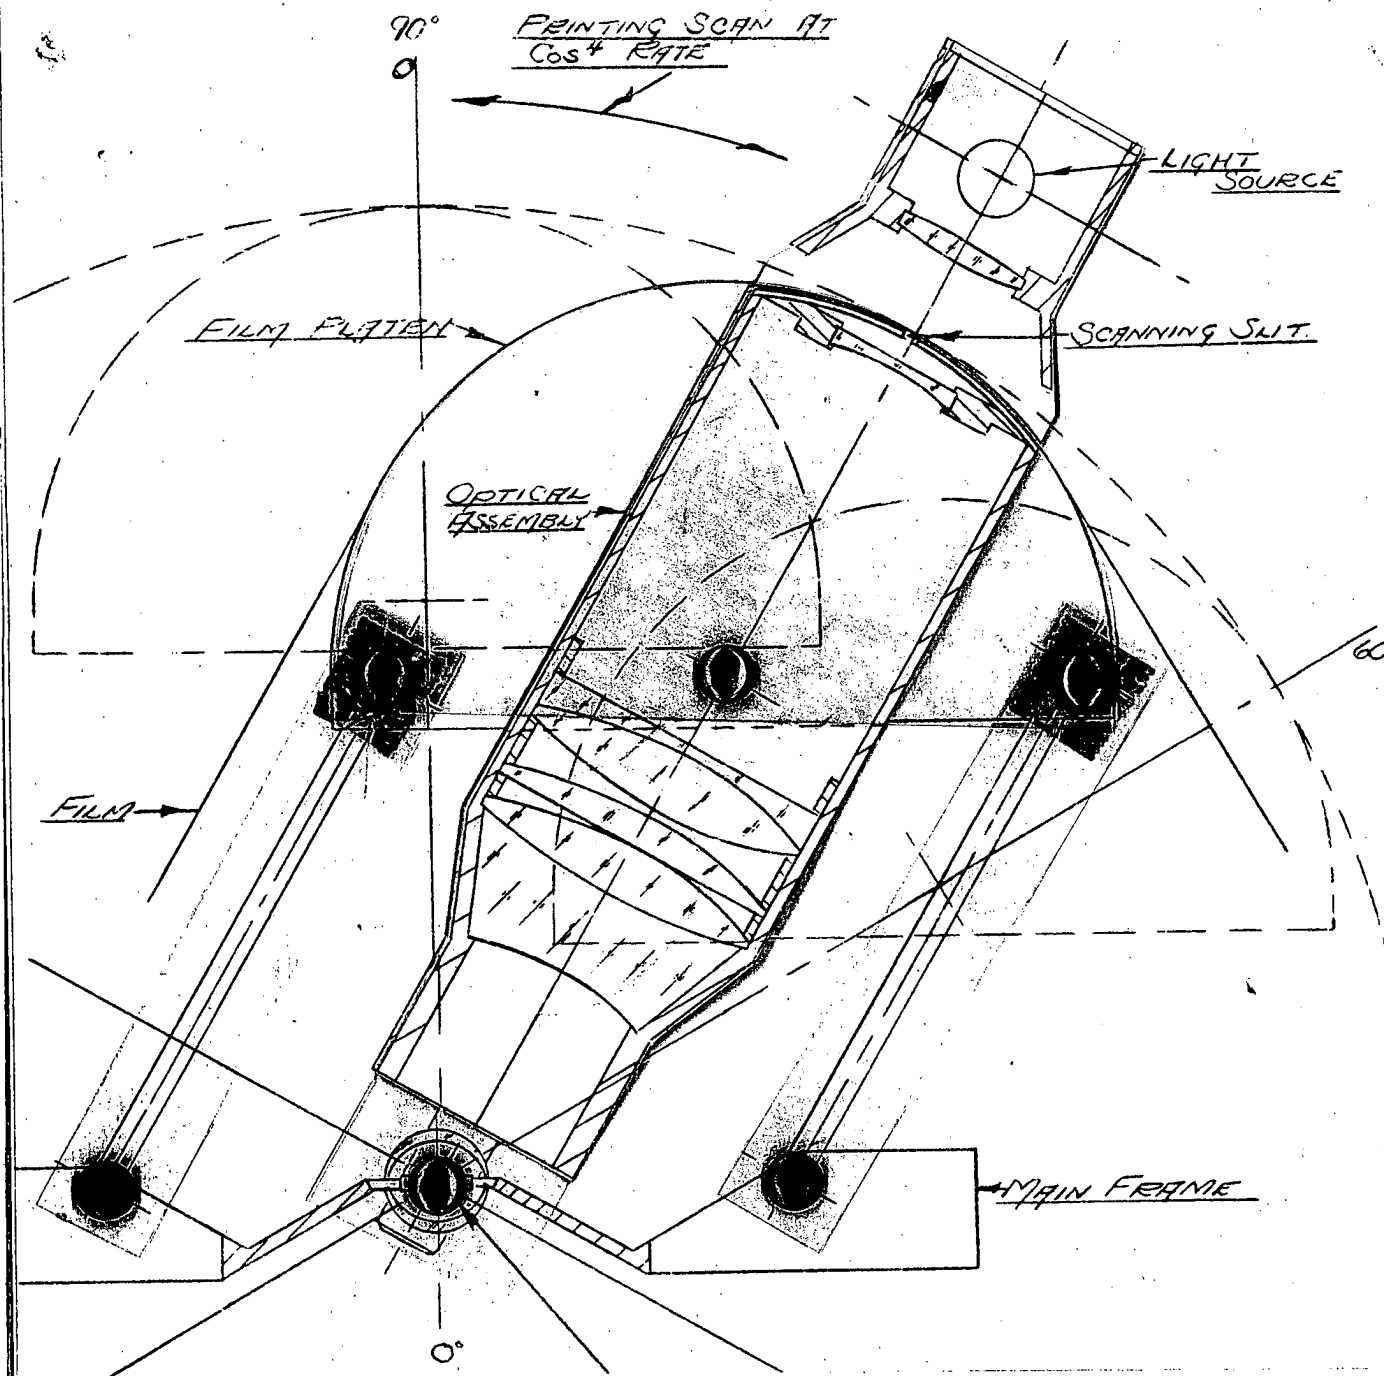 90°
PRINTING SCAN AT
COS⁴ RATE
LIGHT
SOURCE
FILM PLATEN
SCANNING SLIT.
OPTICAL
ASSEMBLY
60
FILM
MAIN FRAME
0°